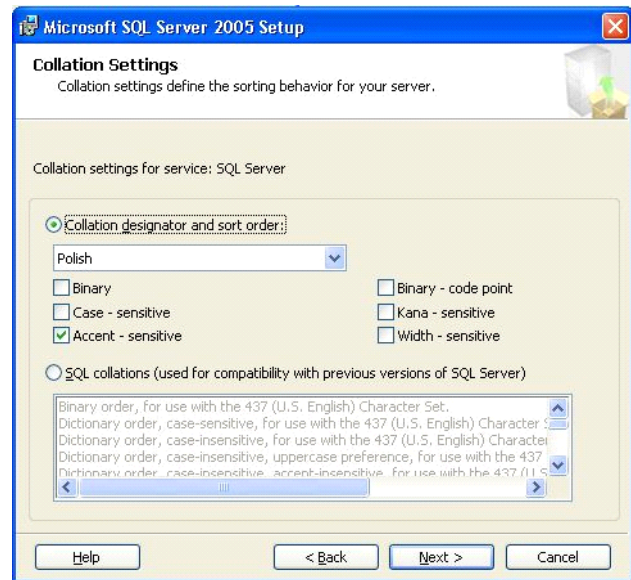 Microsoft SQL Server 2005 Setup
Collation Settings
Collation settings define the sorting behavior for your server.
Collation settings for service: SQL Server
Collation designator and sort order:
Polish
Binary
Binary - code point
Case - sensitive
Kana - sensitive
Accent - sensitive
Width - sensitive
SQL collations (used for compatibility with previous versions of SQL Server)
Binary order, for use with the 437 (U.S. English) Character Set.
Dictionary order, case-sensitive, for use with the 437 (U.S. English) Character
Dictionary order, case-insensitive, for use with the 437 (U.S. English) Character
Dictionary order, case-insensitive, uppercase preference, for use with the 437
Dictionary order, case-insensitive, accent-insensitive, for use with the 437 (U.S
Help
< Back
Next >
Cancel